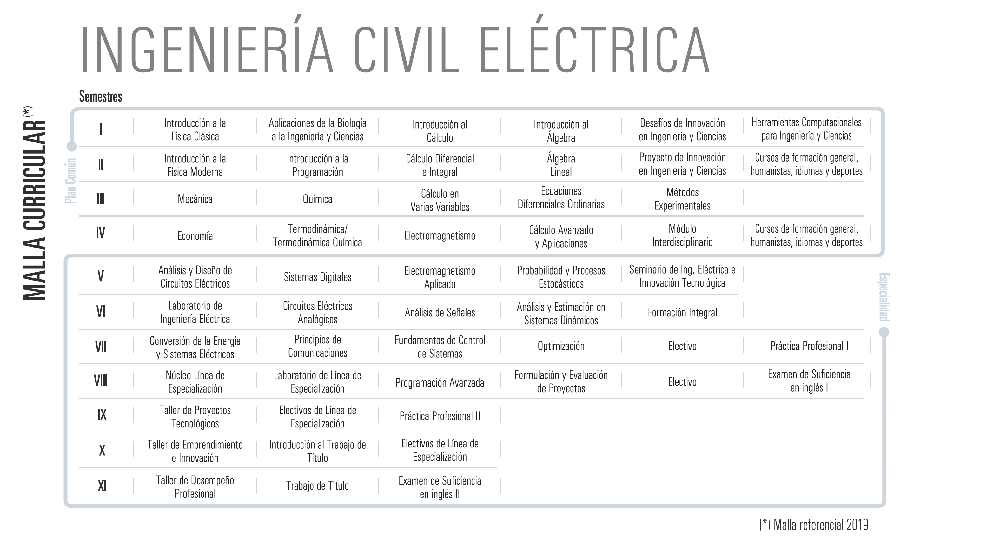 INGENIERÍA CIVIL ELÉCTRICA
MALLA CURRICULAR(*)
Semestres
Plan Común
I
Introducción a la
Física Clásica
Aplicaciones de la Biología
a la Ingeniería y Ciencias
Introducción al
Cálculo
Introducción al
Álgebra
Desafíos de Innovación
en Ingeniería y Ciencias
Herramientas Computacionales
para Ingeniería y Ciencias
II
Introducción a la
Física Moderna
Introducción a la
Programación
Cálculo Diferencial
e Integral
Álgebra
Lineal
Proyecto de Innovación
en Ingeniería y Ciencias
Cursos de formación general,
humanistas, idiomas y deportes
III
Mecánica
Química
Cálculo en
Varias Variables
Ecuaciones
Diferenciales Ordinarias
Métodos
Experimentales
IV
Economía
Termodinámica/
Termodinámica Química
Electromagnetismo
Cálculo Avanzado
y Aplicaciones
Módulo
Interdisciplinario
Cursos de formación general,
humanistas, idiomas y deportes
Especialidad
V
Análisis y Diseño de
Circuitos Eléctricos
Sistemas Digitales
Electromagnetismo
Aplicado
Probabilidad y Procesos
Estocásticos
Seminario de Ing. Eléctrica e
Innovación Tecnológica
VI
Laboratorio de
Ingeniería Eléctrica
Circuitos Eléctricos
Analógicos
Análisis de Señales
Análisis y Estimación en
Sistemas Dinámicos
Formación Integral
VII
Conversión de la Energía
y Sistemas Eléctricos
Principios de
Comunicaciones
Fundamentos de Control
de Sistemas
Optimización
Electivo
Práctica Profesional I
VIII
Núcleo Línea de
Especialización
Laboratorio de Línea de
Especialización
Programación Avanzada
Formulación y Evaluación
de Proyectos
Electivo
Examen de Suficiencia
en inglés I
IX
Taller de Proyectos
Tecnológicos
Electivos de Línea de
Especialización
Práctica Profesional II
X
Taller de Emprendimiento
e Innovación
Introducción al Trabajo de
Título
Electivos de Línea de
Especialización
XI
Taller de Desempeño
Profesional
Trabajo de Título
Examen de Suficiencia
en inglés II
(*) Malla referencial 2019